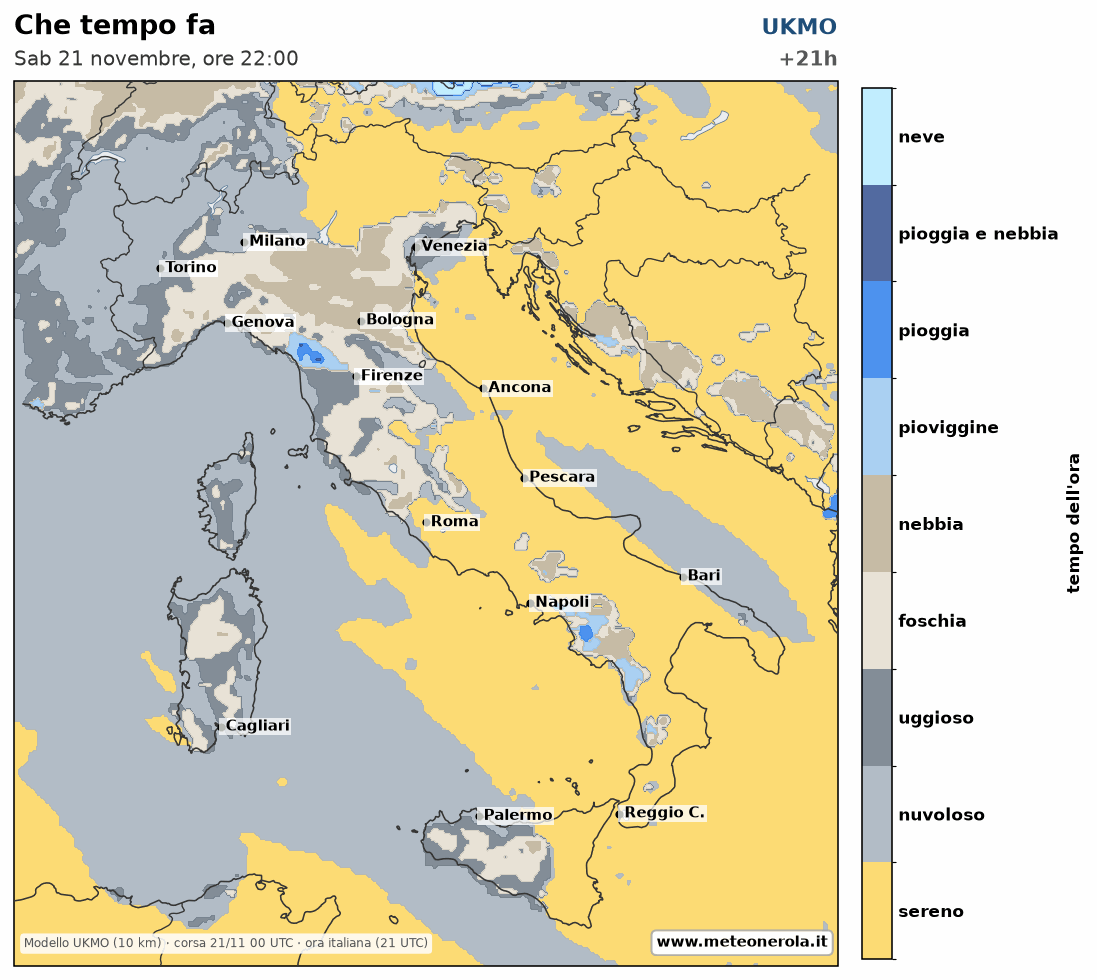 Che tempo fa
UKMO
Sab 21 novembre, ore 22:00
+21h
Milano
Venezia
Torino
Genova
Bologna
Firenze
Ancona
Pescara
Roma
Bari
Napoli
Cagliari
Palermo
Reggio C.
Modello UKMO (10 km) · corsa 21/11 00 UTC · ora italiana (21 UTC)
www.meteonerola.it
neve
pioggia e nebbia
pioggia
pioviggine
nebbia
foschia
uggioso
nuvoloso
sereno
tempo dell'ora